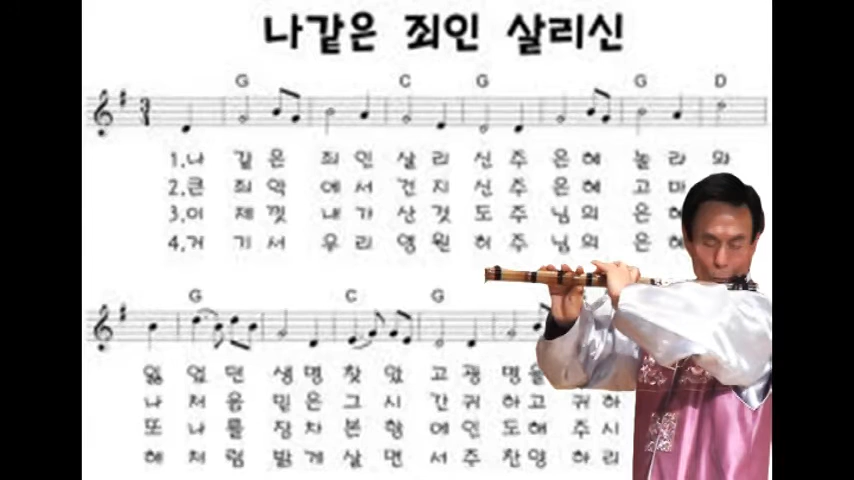 나같은 죄인 살리신
G C G G D
3 4
1.나 같 은 죄 인 살 리 신 주 은 혜 놀 라 와
2.큰 죄 악 에 서 건 지 신 주 은 혜 고 마
3.이 제 껏 내 가 산 것 도 주 님 의 은 혜
4.거 기 서 우 리 영 원 히 주 님 의 은 혜
G C G
잃 었 던 생 명 찾 았 고 광 명 을
나 처 음 믿 은 그 시 간 귀 하 고 귀 하
또 나 를 장 차 본 향 에 인 도 해 주 시
해 처 럼 밝 게 살 면 서 주 찬 양 하 리